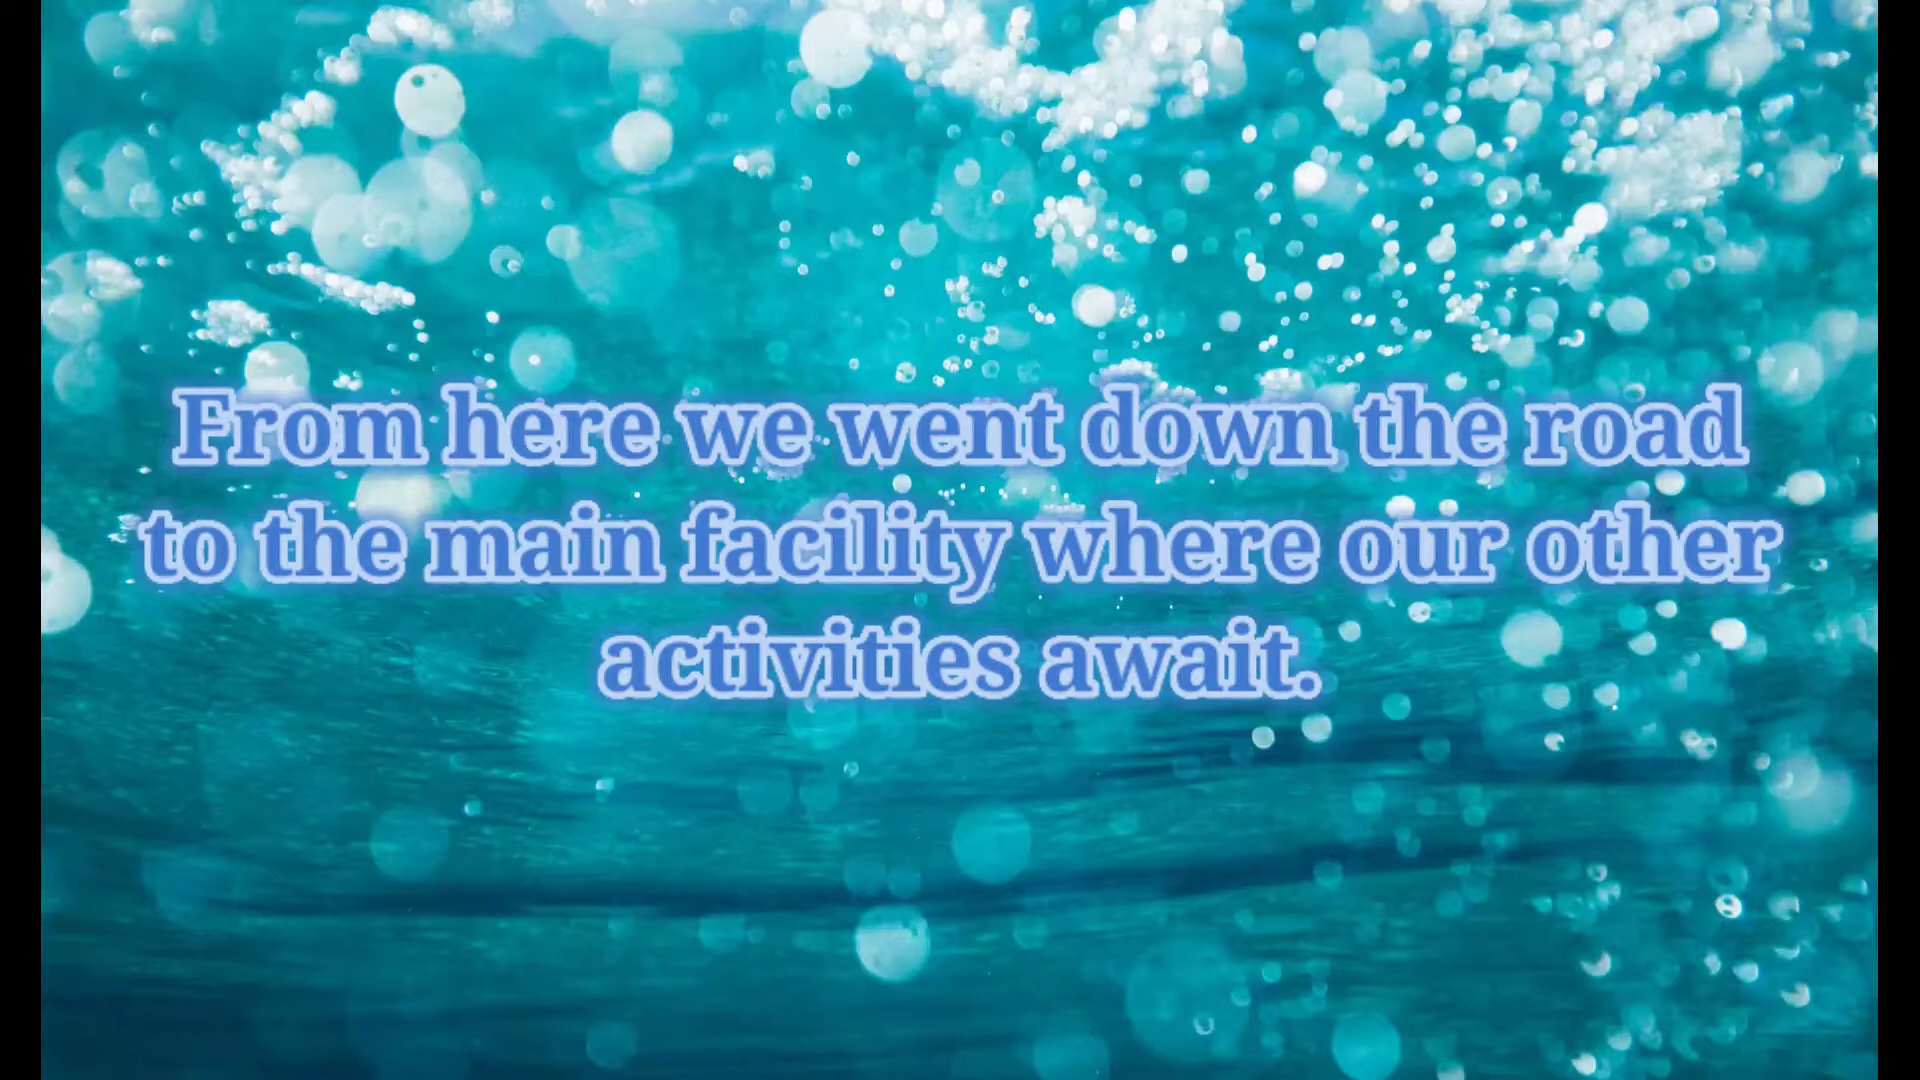 From here we went down the road
to the main facility where our other
activities await.